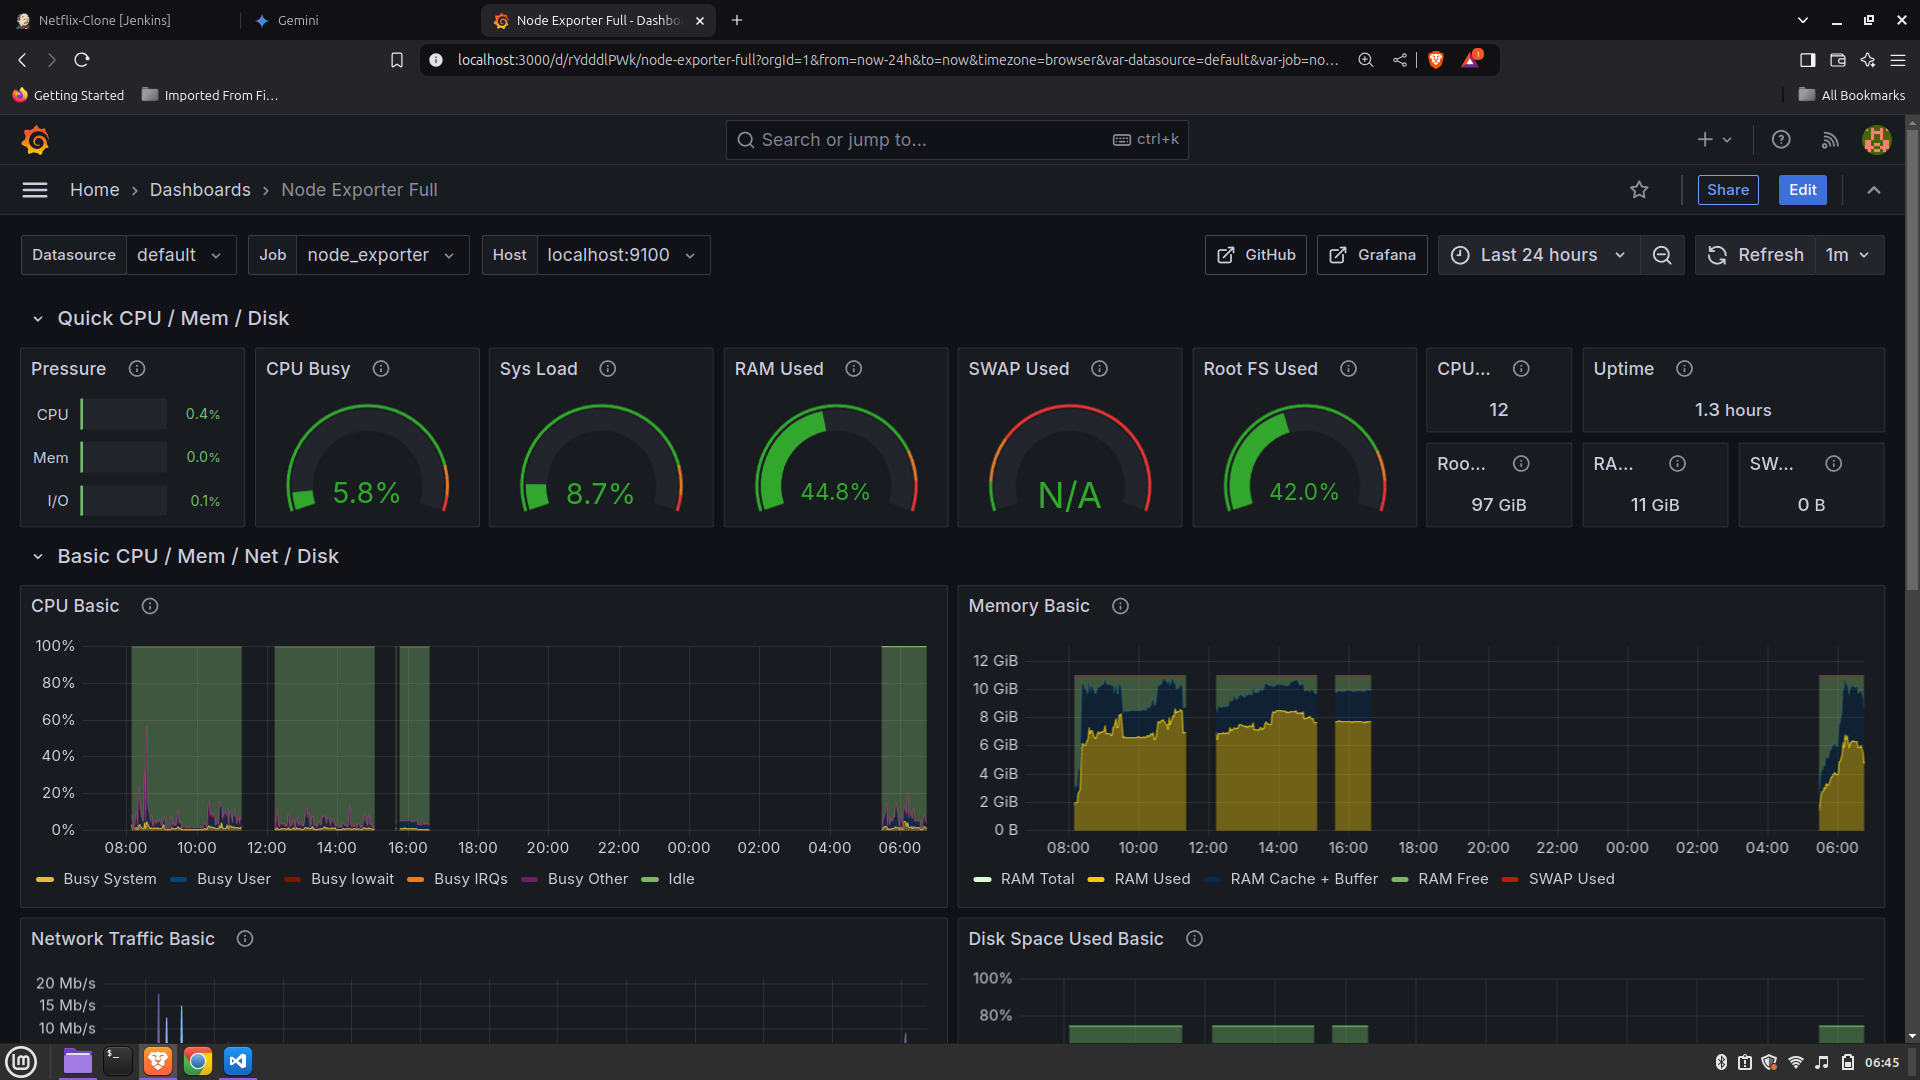 Netflix-Clone [Jenkins]
Gemini
Node Exporter Full - Dashbo
localhost:3000/d/rYdddlPWk/node-exporter-full?orgId=1&from=now-24h&to=now&timezone=browser&var-datasource=default&var-job=no...
1
Getting Started
Imported From Fi...
All Bookmarks
Search or jump to...
ctrl+k
Home > Dashboards > Node Exporter Full
Share
Edit
Datasource default
Job node_exporter
Host localhost:9100
GitHub
Grafana
Last 24 hours
Refresh 1m
Quick CPU / Mem / Disk
Pressure
CPU 0.4%
Mem 0.0%
I/O 0.1%
CPU Busy
5.8%
Sys Load
8.7%
RAM Used
44.8%
SWAP Used
N/A
Root FS Used
42.0%
CPU...
12
Uptime
1.3 hours
Roo...
97 GiB
RA...
11 GiB
SW...
0 B
Basic CPU / Mem / Net / Disk
CPU Basic
100%
80%
60%
40%
20%
0%
08:00 10:00 12:00 14:00 16:00 18:00 20:00 22:00 00:00 02:00 04:00 06:00
Busy System Busy User Busy Iowait Busy IRQs Busy Other Idle
Memory Basic
12 GiB
10 GiB
8 GiB
6 GiB
4 GiB
2 GiB
0 B
08:00 10:00 12:00 14:00 16:00 18:00 20:00 22:00 00:00 02:00 04:00 06:00
RAM Total RAM Used RAM Cache + Buffer RAM Free SWAP Used
Network Traffic Basic
20 Mb/s
15 Mb/s
10 Mb/s
Disk Space Used Basic
100%
80%
lm
$_
06:45